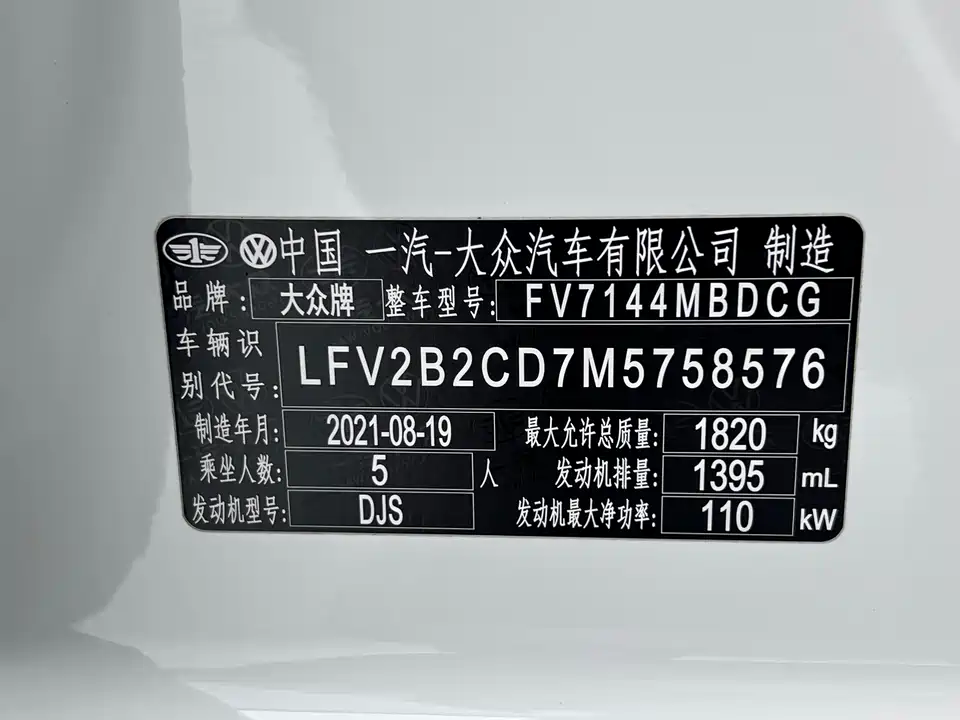 中国 一汽-大众汽车有限公司 制造
品牌: 大众牌 整车型号: FV7144MBDCG
车辆识别代号: LFV2B2CD7M5758576
制造年月: 2021-08-19 最大允许总质量: 1820 kg
乘坐人数: 5 人 发动机排量: 1395 mL
发动机型号: DJS 发动机最大净功率: 110 kW